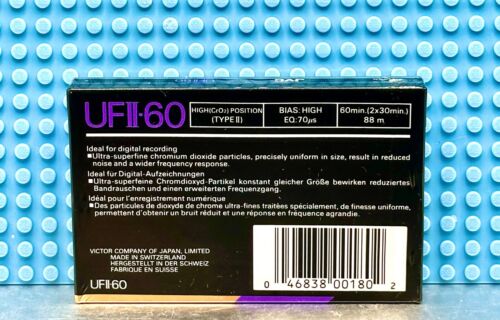 UFII-60
HIGH(CrO₂) POSITION
(TYPE II)
BIAS: HIGH
EQ: 70µs
60min.(2x30min.)
88 m
Ideal for digital recording
■Ultra-superfine chromium dioxide particles, precisely uniform in size, result in reduced
noise and a wider frequency response.
Ideal für Digital-Aufzeichnungen
■Ultra-superfeine Chromdioxyd-Partikel konstant gleicher Größe bewirken reduziertes
Bandrauschen und einen erweiterten Frequenzgang.
Idéal pour l'enregistrement numérique
■Des particules de dioxyde de chrome ultra-fines traitées spécialement, de finesse uniforme,
permettent d'obtenir un bruit réduit et une réponse en fréquence agrandie.
VICTOR COMPANY OF JAPAN, LIMITED
MADE IN SWITZERLAND
HERGESTELLT IN DER SCHWEIZ
FABRIQUE EN SUISSE
UFII-60
0 46838 00180 2